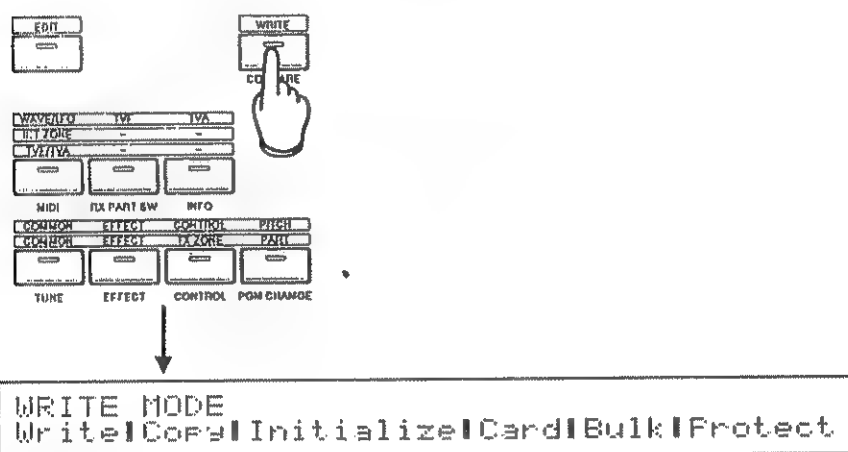 EDIT WRITE
COMPARE
WAVE/LFO TVF TVA
INT ZONE - -
TVF/TVA - -
MIDI RX PART SW INFO
COMMON EFFECT CONTROL PITCH
COMMON EFFECT TX ZONE PART
TUNE EFFECT CONTROL PGM CHANGE
WRITE MODE
Write|Copy|Initialize|Card|Bulk|Protect